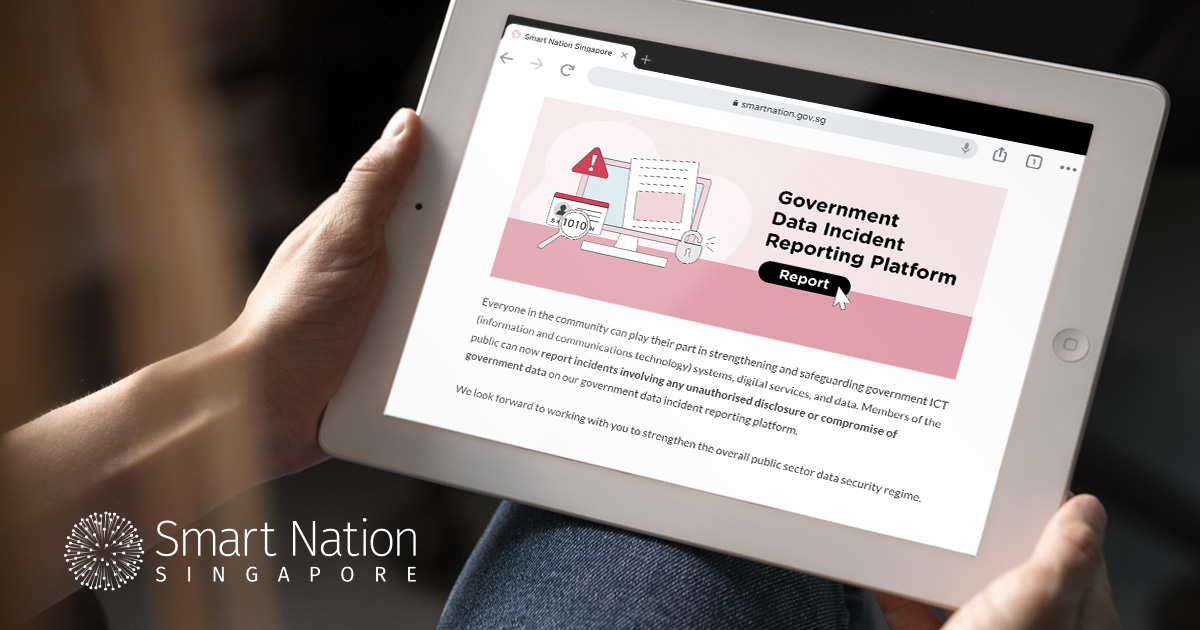 Smart Nation Singapore
smartnation.gov.sg
1
1010
Government
Data Incident
Reporting Platform
Report
Everyone in the community can play their part in strengthening and safeguarding government ICT
(information and communications technology) systems, digital services, and data. Members of the
public can now report incidents involving any unauthorised disclosure or compromise of
government data on our government data incident reporting platform.
We look forward to working with you to strengthen the overall public sector data security regime.
Smart Nation
SINGAPORE